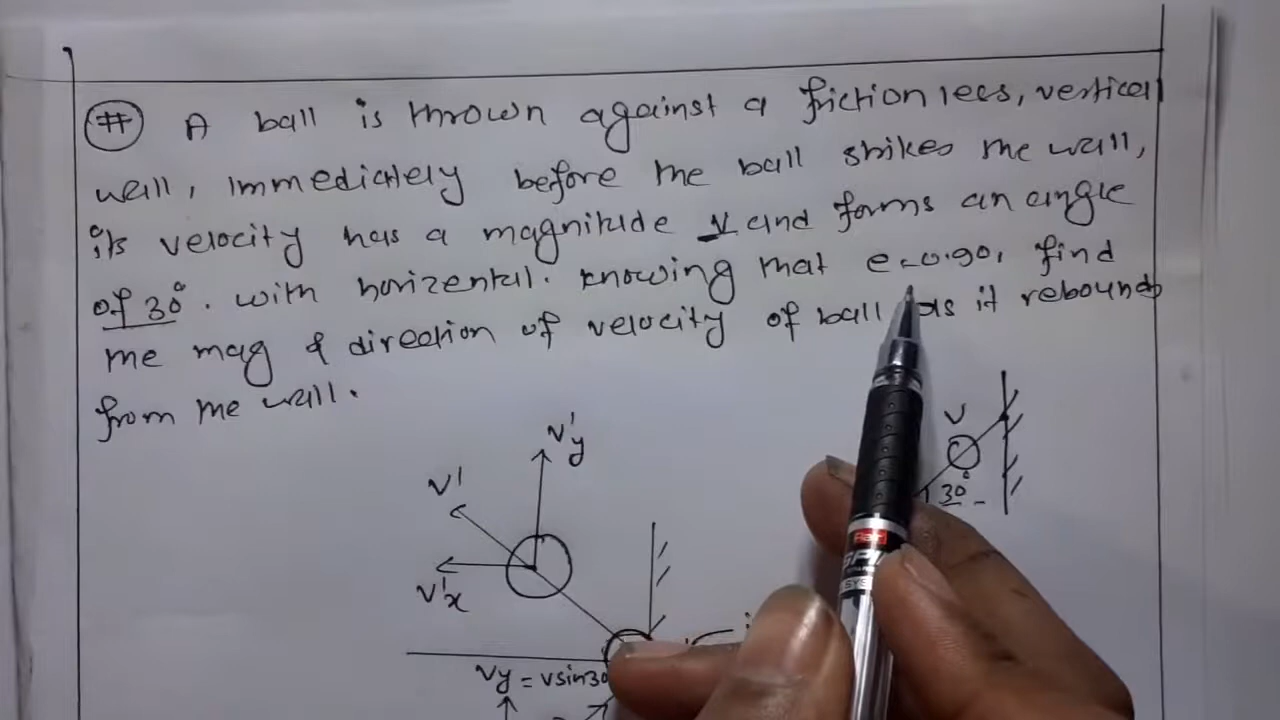 # A ball is thrown against a frictionless, vertical
wall, immediately before the ball strikes the wall,
its velocity has a magnitude V and forms an angle
of 30°. with horizental. knowing that e=0.90, find
the mag & direction of velocity of ball as it rebounds
from the wall.
V'y
V'
V'x
V
30°
Vy = Vsin30